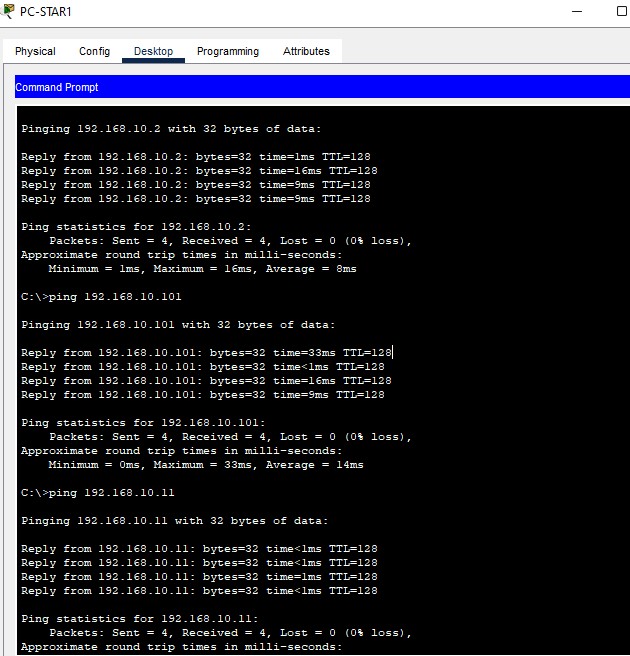 PC-STAR1
Physical Config Desktop Programming Attributes
Command Prompt
Pinging 192.168.10.2 with 32 bytes of data:
Reply from 192.168.10.2: bytes=32 time=1ms TTL=128
Reply from 192.168.10.2: bytes=32 time=16ms TTL=128
Reply from 192.168.10.2: bytes=32 time=9ms TTL=128
Reply from 192.168.10.2: bytes=32 time=9ms TTL=128
Ping statistics for 192.168.10.2:
Packets: Sent = 4, Received = 4, Lost = 0 (0% loss),
Approximate round trip times in milli-seconds:
Minimum = 1ms, Maximum = 16ms, Average = 8ms
C:\>ping 192.168.10.101
Pinging 192.168.10.101 with 32 bytes of data:
Reply from 192.168.10.101: bytes=32 time=33ms TTL=128
Reply from 192.168.10.101: bytes=32 time<1ms TTL=128
Reply from 192.168.10.101: bytes=32 time=16ms TTL=128
Reply from 192.168.10.101: bytes=32 time=9ms TTL=128
Ping statistics for 192.168.10.101:
Packets: Sent = 4, Received = 4, Lost = 0 (0% loss),
Approximate round trip times in milli-seconds:
Minimum = 0ms, Maximum = 33ms, Average = 14ms
C:\>ping 192.168.10.11
Pinging 192.168.10.11 with 32 bytes of data:
Reply from 192.168.10.11: bytes=32 time<1ms TTL=128
Reply from 192.168.10.11: bytes=32 time<1ms TTL=128
Reply from 192.168.10.11: bytes=32 time=1ms TTL=128
Reply from 192.168.10.11: bytes=32 time<1ms TTL=128
Ping statistics for 192.168.10.11:
Packets: Sent = 4, Received = 4, Lost = 0 (0% loss),
Approximate round trip times in milli-seconds: